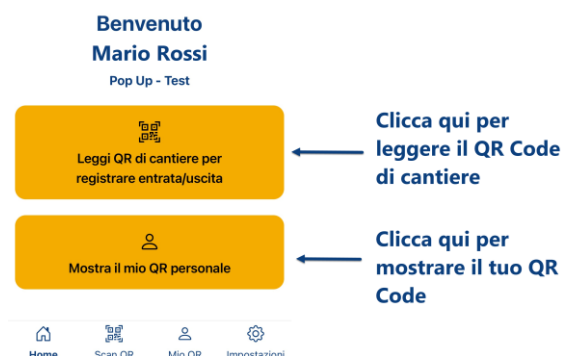 Benvenuto
Mario Rossi
Pop Up - Test
Leggi QR di cantiere per
registrare entrata/uscita
Clicca qui per
leggere il QR Code
di cantiere
Mostra il mio QR personale
Clicca qui per
mostrare il tuo QR
Code
Home Scan QR Mio QR Impostazioni